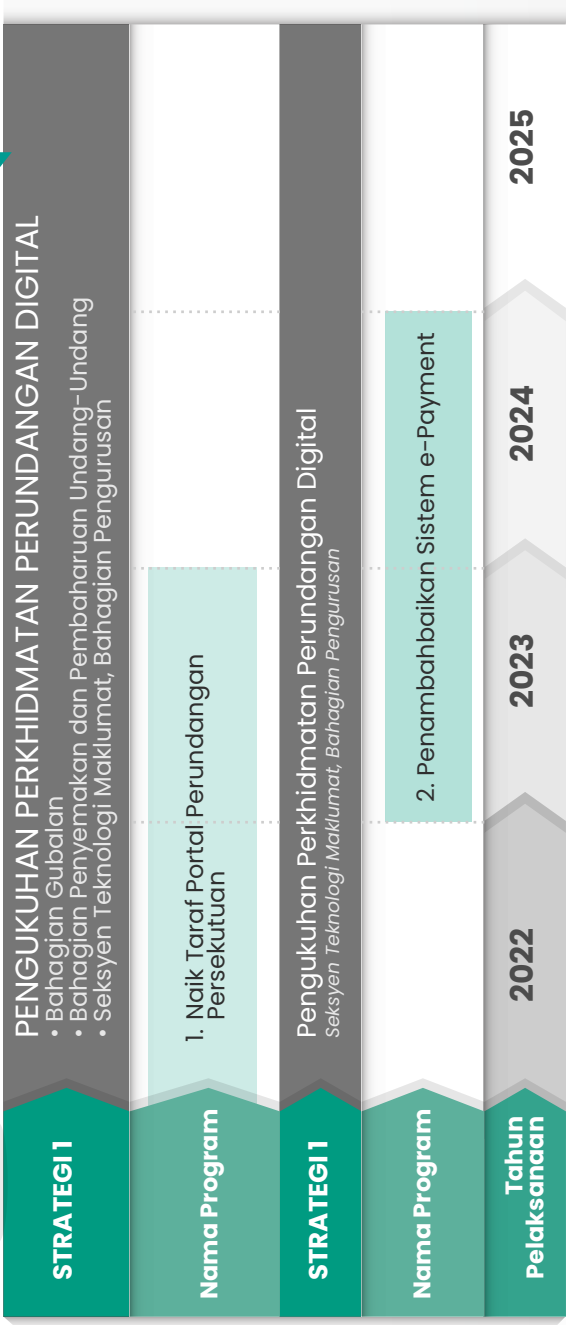 STRATEGI 1
PENGUKUHAN PERKHIDMATAN PERUNDANGAN DIGITAL
• Bahagian Gubalan
• Bahagian Penyemakan dan Pembaharuan Undang-Undang
• Seksyen Teknologi Maklumat, Bahagian Pengurusan
Nama Program
1. Naik Taraf Portal Perundangan
Persekutuan
STRATEGI 1
Pengukuhan Perkhidmatan Perundangan Digital
Seksyen Teknologi Maklumat, Bahagian Pengurusan
Nama Program
2. Penambahbaikan Sistem e-Payment
Tahun
Pelaksanaan
2022
2023
2024
2025